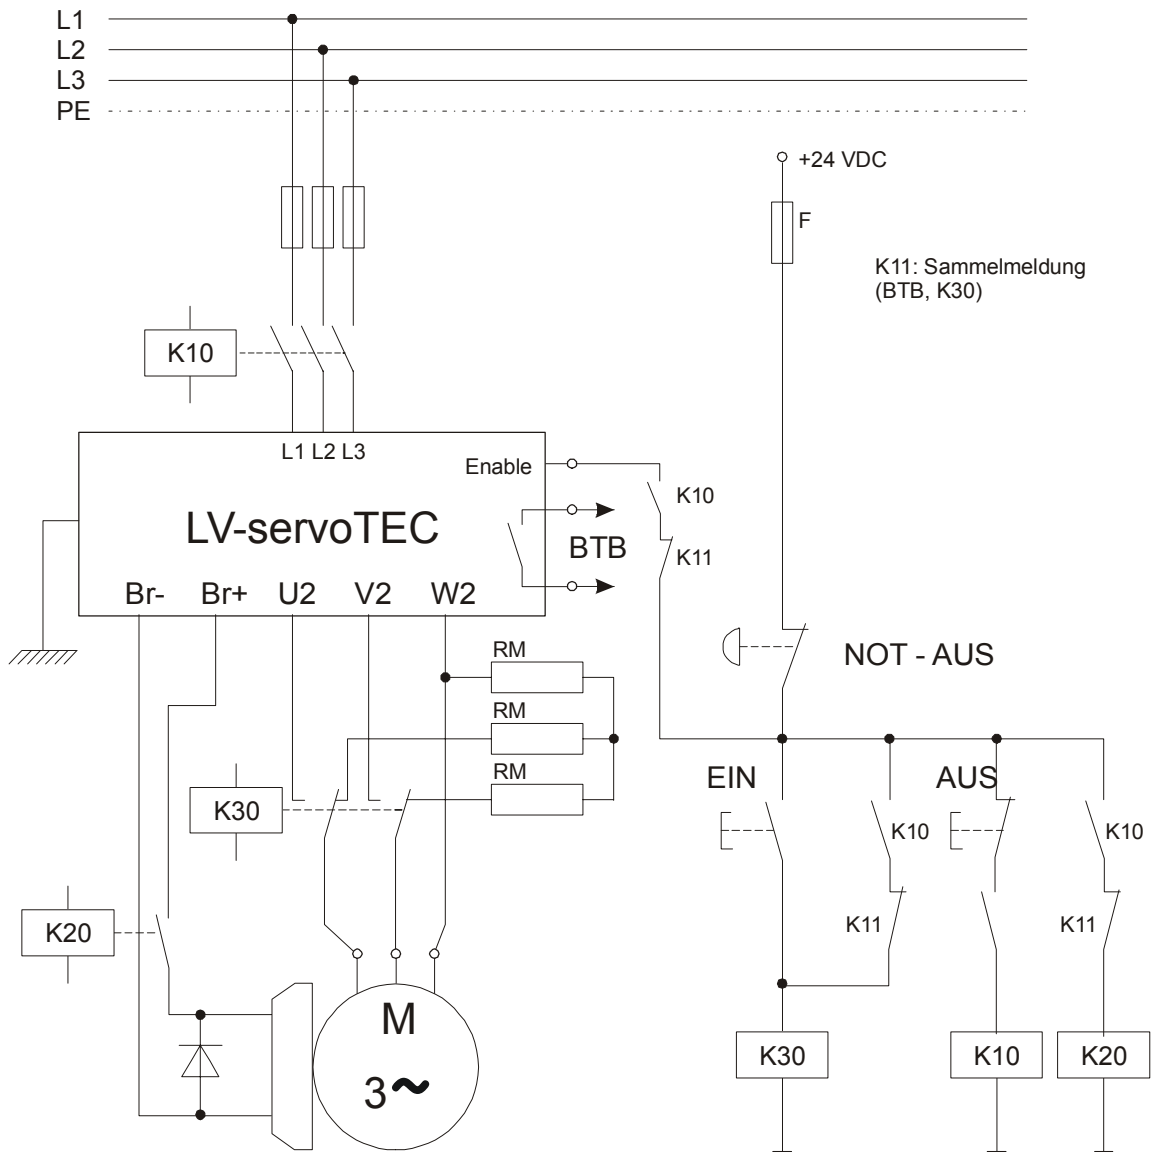 L1
L2
L3
PE
+24 VDC
F
K11: Sammelmeldung
(BTB, K30)
K10
L1 L2 L3
Enable
K10
LV-servoTEC
BTB
K11
Br- Br+ U2 V2 W2
RM
NOT - AUS
RM
RM
EIN
AUS
K30
K10
K10
K20
K11
K11
M
3~
K30
K10
K20